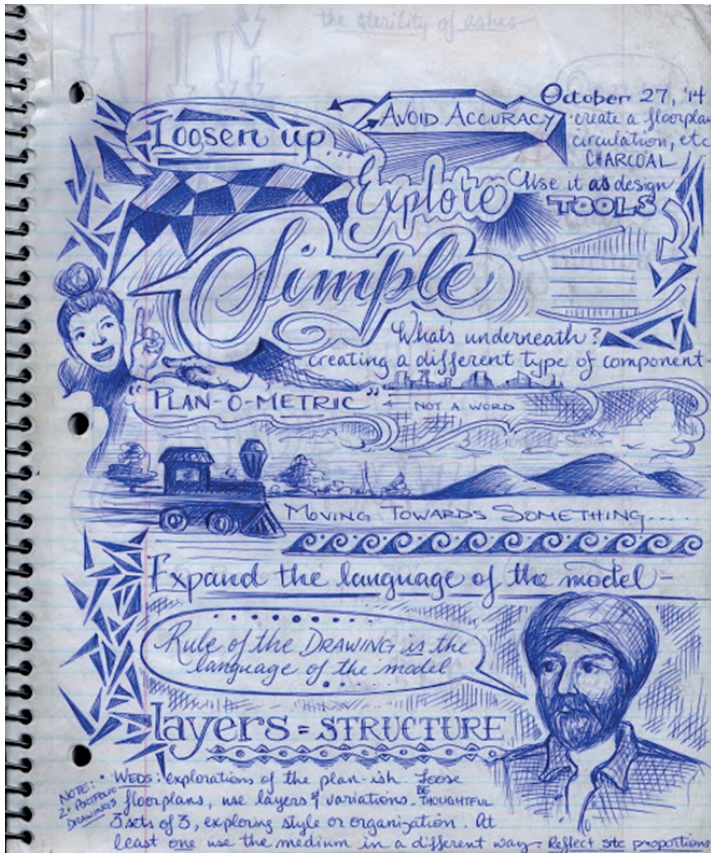 the sterility of ashes
October 27, '14
Loosen up...
AVOID ACCURACY
create a floorplan
circulation, etc
CHARCOAL
Use it as design
TOOLS
Explore
Simple
What's underneath?
creating a different type of component-
"PLAN-O-METRIC"
NOT A WORD
MOVING TOWARDS SOMETHING.....
Expand the language of the model-
Rule of the DRAWING is the
language of the model
layers = STRUCTURE
NOTE:
2: PORTFOLIO
DRAWINGS
• WEDS: explorations of the plan-ish. Loose
floorplans, use layers & variations. BE THOUGHTFUL
3 sets of 3, exploring style or organization. At
least one use the medium in a different way - Reflect site proportions